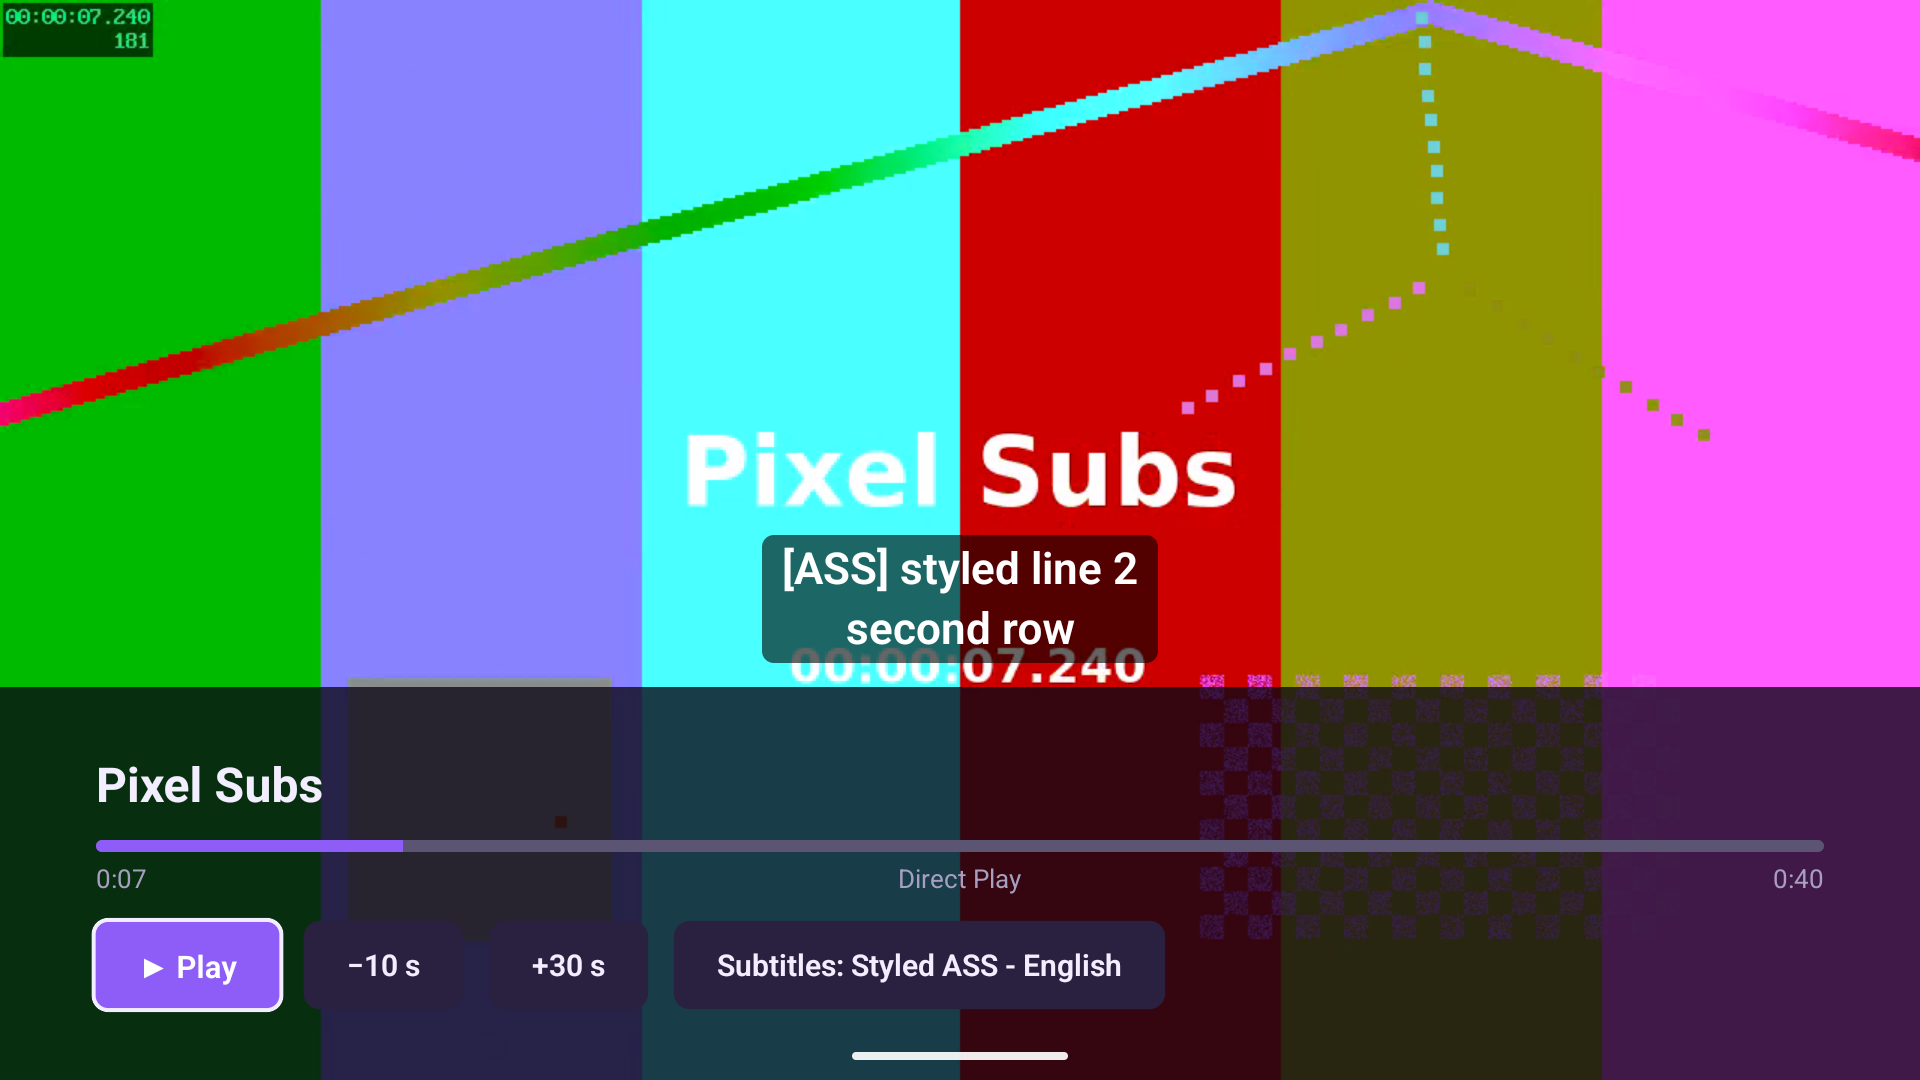 00:00:07.240
181
Pixel Subs
[ASS] styled line 2
second row
00:00:07.240
Pixel Subs
0:07
Direct Play
0:40
▶ Play
−10 s
+30 s
Subtitles: Styled ASS - English